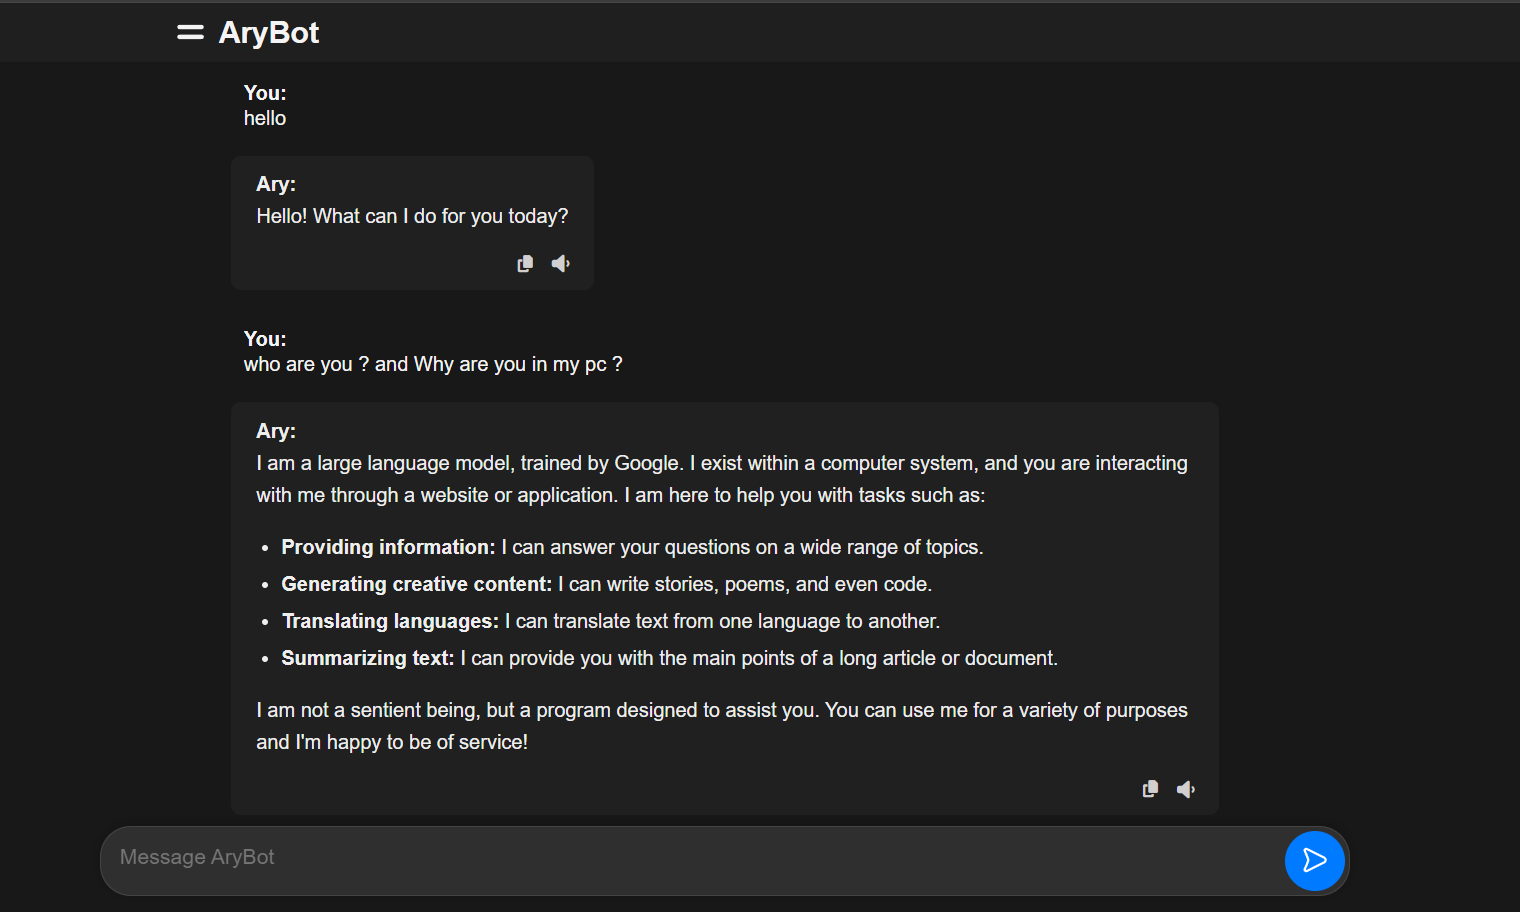 AryBot
You:
hello
Ary:
Hello! What can I do for you today?
You:
who are you ? and Why are you in my pc ?
Ary:
I am a large language model, trained by Google. I exist within a computer system, and you are interacting
with me through a website or application. I am here to help you with tasks such as:
• Providing information: I can answer your questions on a wide range of topics.
• Generating creative content: I can write stories, poems, and even code.
• Translating languages: I can translate text from one language to another.
• Summarizing text: I can provide you with the main points of a long article or document.
I am not a sentient being, but a program designed to assist you. You can use me for a variety of purposes
and I'm happy to be of service!
Message AryBot